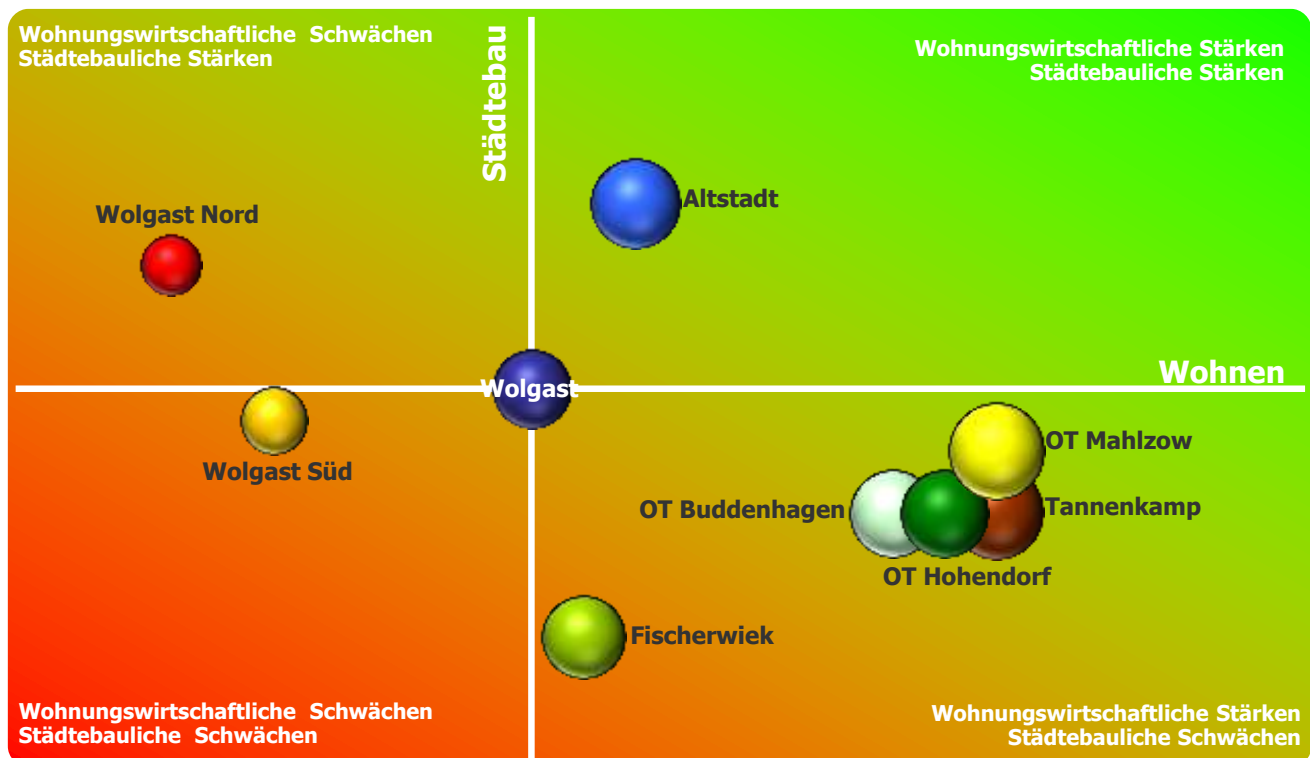 Wohnungswirtschaftliche Schwächen
Städtebauliche Stärken
Städtebau
Wohnungswirtschaftliche Stärken
Städtebauliche Stärken
Altstadt
Wolgast Nord
Wohnen
Wolgast
OT Mahlzow
Wolgast Süd
OT Buddenhagen
Tannenkamp
OT Hohendorf
Fischerwiek
Wohnungswirtschaftliche Schwächen
Städtebauliche Schwächen
Wohnungswirtschaftliche Stärken
Städtebauliche Schwächen